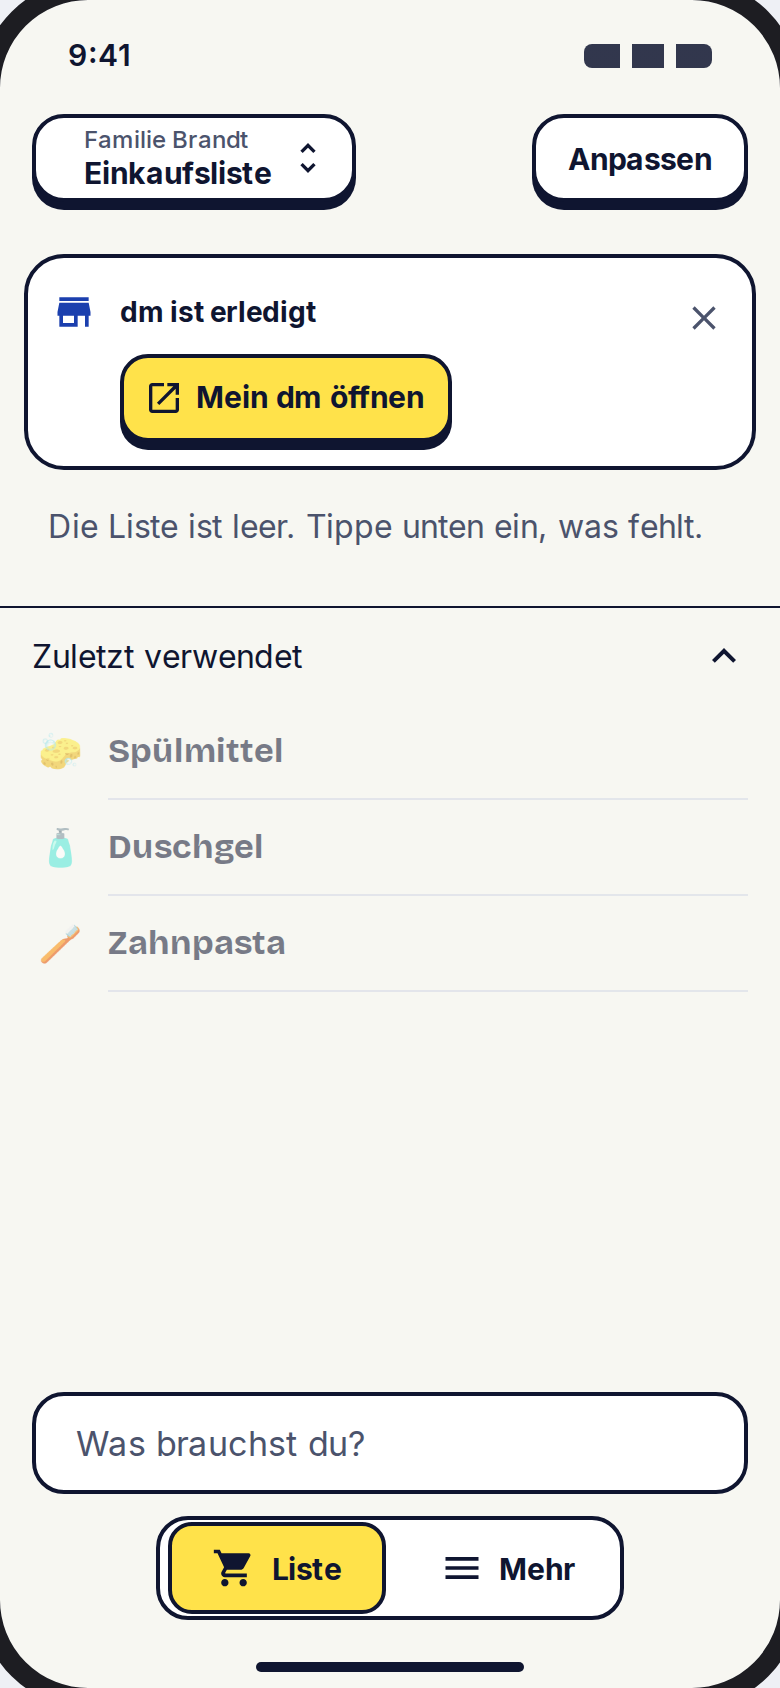 9:41
Familie Brandt
Einkaufsliste
Anpassen
dm ist erledigt
Mein dm öffnen
Die Liste ist leer. Tippe unten ein, was fehlt.
Zuletzt verwendet
Spülmittel
Duschgel
Zahnpasta
Was brauchst du?
Liste
Mehr